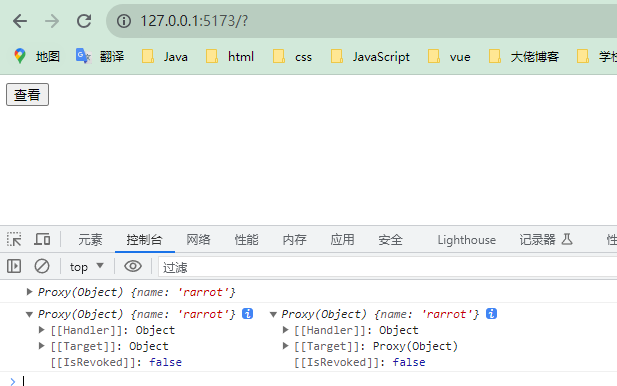 127.0.0.1:5173/?
地图 翻译 Java html css JavaScript vue 大佬博客
查看
元素 控制台 网络 性能 内存 应用 安全 Lighthouse 记录器
top 过滤
Proxy(Object) {name: 'rarrot'}
Proxy(Object) {name: 'rarrot'} i Proxy(Object) {name: 'rarrot'} i
[[Handler]]: Object [[Handler]]: Object
[[Target]]: Object [[Target]]: Proxy(Object)
[[IsRevoked]]: false [[IsRevoked]]: false